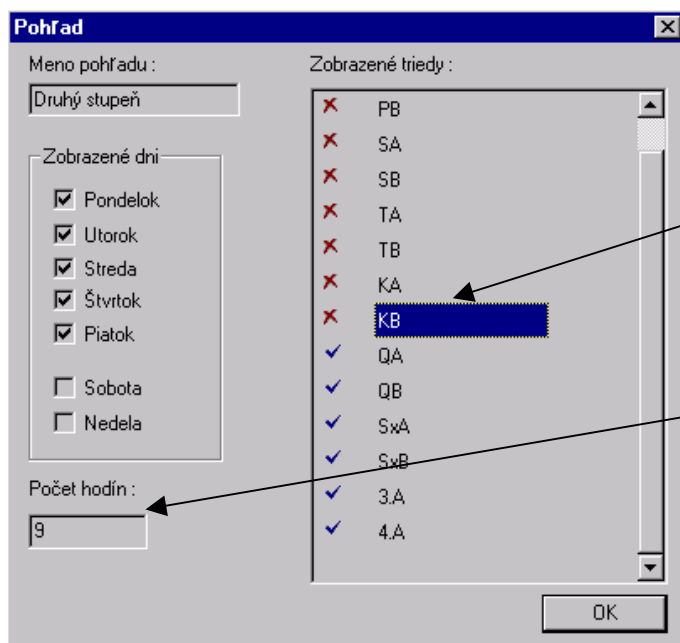 Pohľad
Meno pohľadu :
Druhý stupeň
Zobrazené dni
Pondelok
Utorok
Streda
Štvrtok
Piatok
Sobota
Nedela
Počet hodín :
9
Zobrazené triedy :
PB
SA
SB
TA
TB
KA
KB
QA
QB
SxA
SxB
3.A
4.A
OK